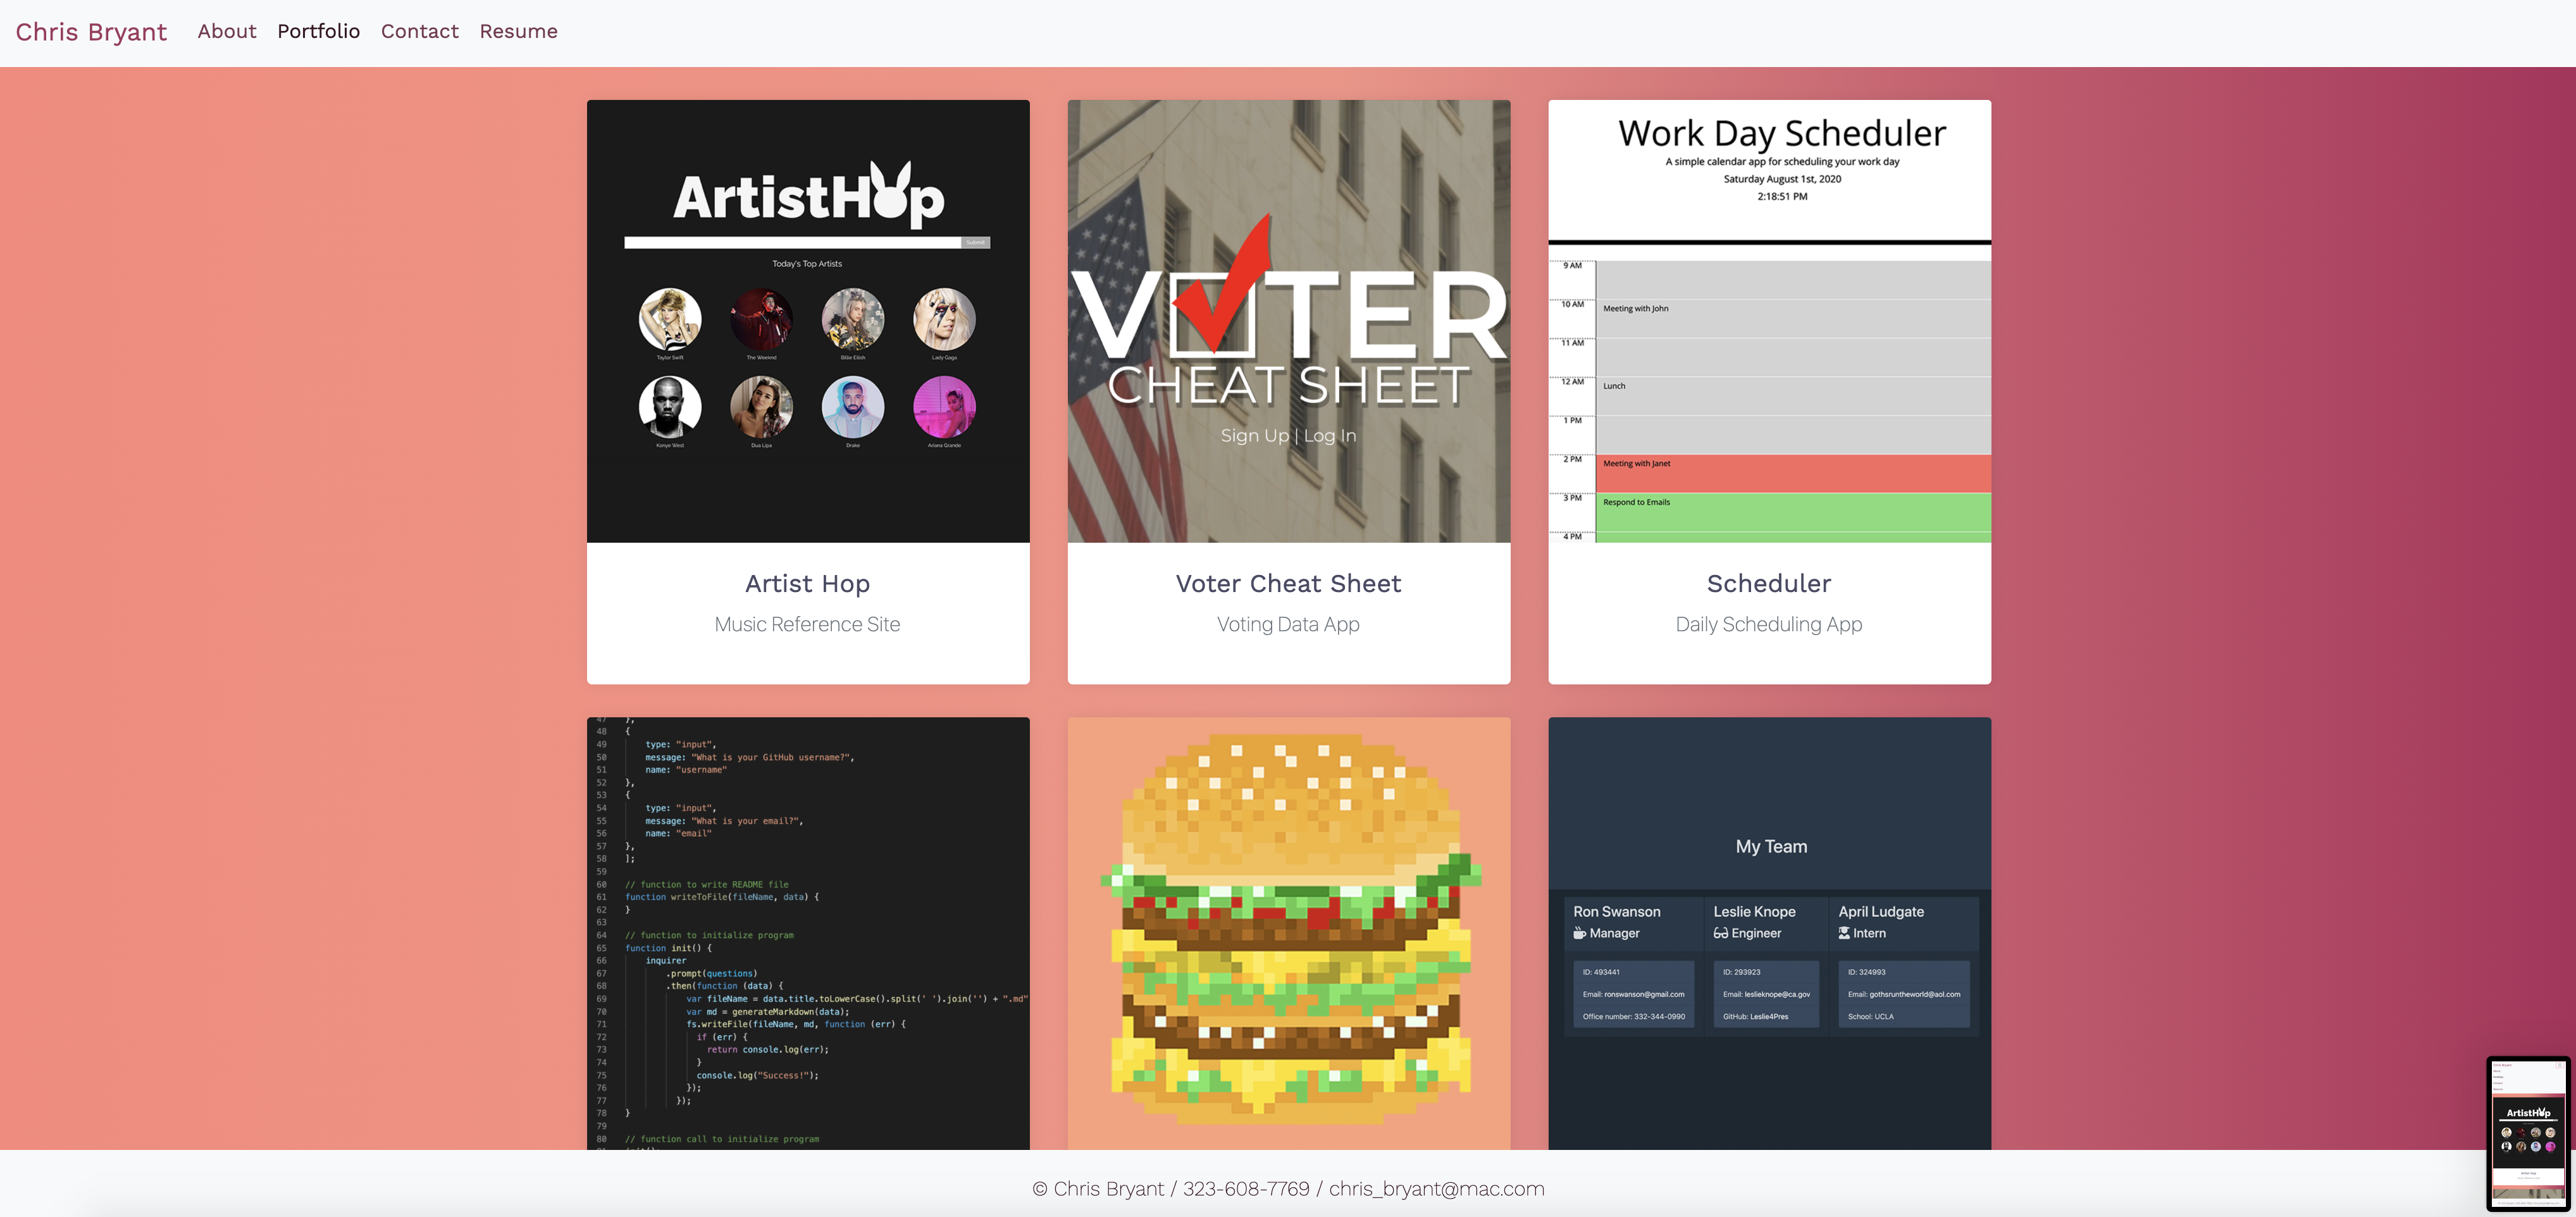 Chris Bryant About Portfolio Contact Resume
ArtistHop
Submit
Today's Top Artists
Taylor Swift The Weeknd Billie Eilish Lady Gaga
Kanye West Dua Lipa Drake Ariana Grande
Artist Hop
Music Reference Site
VOTER
CHEAT SHEET
Sign Up | Log In
Voter Cheat Sheet
Voting Data App
Work Day Scheduler
A simple calendar app for scheduling your work day
Saturday August 1st, 2020
2:18:51 PM
9 AM
10 AM Meeting with John
11 AM
12 AM Lunch
1 PM
2 PM Meeting with Janet
3 PM Respond to Emails
4 PM
Scheduler
Daily Scheduling App
47 },
48 {
49 type: "input",
50 message: "What is your GitHub username?",
51 name: "username"
52 },
53 {
54 type: "input",
55 message: "What is your email?",
56 name: "email"
57 },
58 ];
59
60 // function to write README file
61 function writeToFile(fileName, data) {
62 }
63
64 // function to initialize program
65 function init() {
66 inquirer
67 .prompt(questions)
68 .then(function (data) {
69 var fileName = data.title.toLowerCase().split(' ').join('') + ".md"
70 var md = generateMarkdown(data);
71 fs.writeFile(fileName, md, function (err) {
72 if (err) {
73 return console.log(err);
74 }
75 console.log("Success!");
76 });
77 });
78 }
79
80 // function call to initialize program
My Team
Ron Swanson
Manager
ID: 493441
Email: ronswanson@gmail.com
Office number: 332-344-0990
Leslie Knope
Engineer
ID: 293923
Email: leslieknope@ca.gov
GitHub: Leslie4Pres
April Ludgate
Intern
ID: 324993
Email: gothsruntheworld@aol.com
School: UCLA
© Chris Bryant / 323-608-7769 / chris_bryant@mac.com
Chris Bryant
ArtistHop